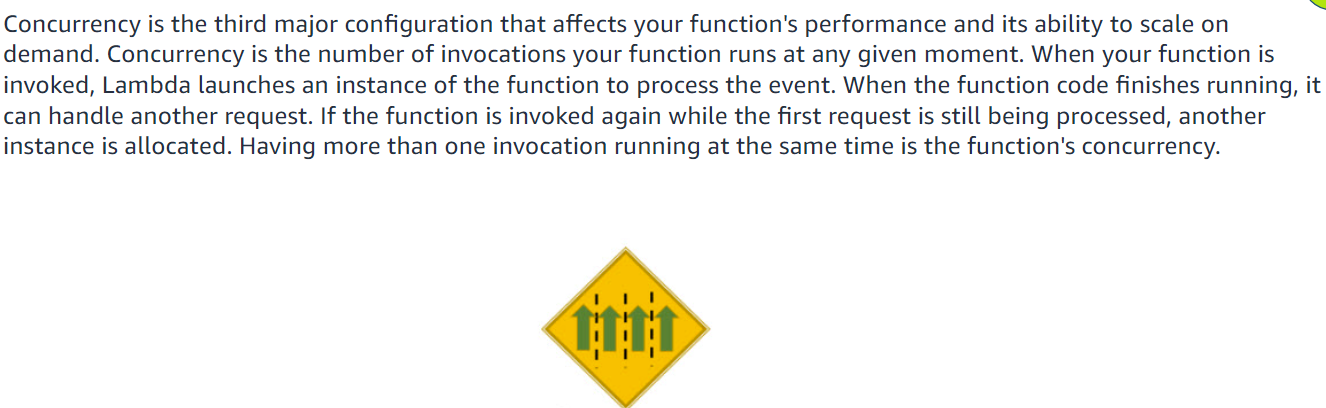 Concurrency is the third major configuration that affects your function's performance and its ability to scale on
demand. Concurrency is the number of invocations your function runs at any given moment. When your function is
invoked, Lambda launches an instance of the function to process the event. When the function code finishes running, it
can handle another request. If the function is invoked again while the first request is still being processed, another
instance is allocated. Having more than one invocation running at the same time is the function's concurrency.